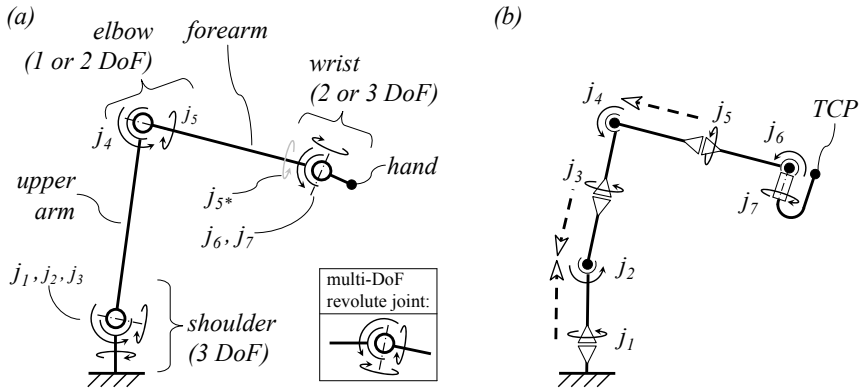 (a)
elbow
(1 or 2 DoF)
forearm
wrist
(2 or 3 DoF)
j4
j5
hand
j5*
j6, j7
upper
arm
j1, j2, j3
shoulder
(3 DoF)
multi-DoF
revolute joint:
(b)
j4
j5
j6
TCP
j3
j7
j2
j1